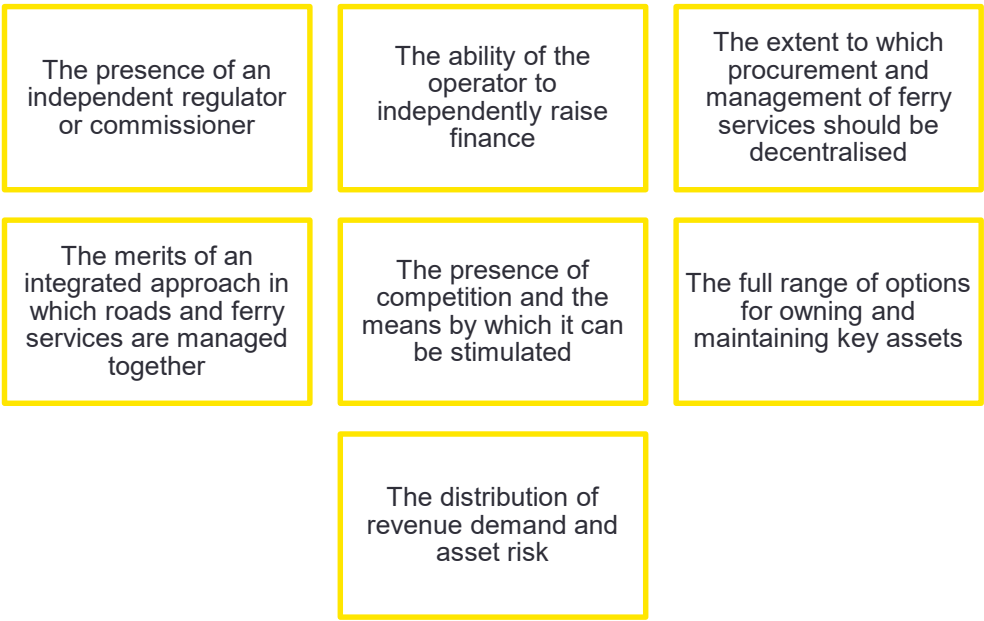 The presence of an
independent regulator
or commissioner
The ability of the
operator to
independently raise
finance
The extent to which
procurement and
management of ferry
services should be
decentralised
The merits of an
integrated approach in
which roads and ferry
services are managed
together
The presence of
competition and the
means by which it can
be stimulated
The full range of options
for owning and
maintaining key assets
The distribution of
revenue demand and
asset risk